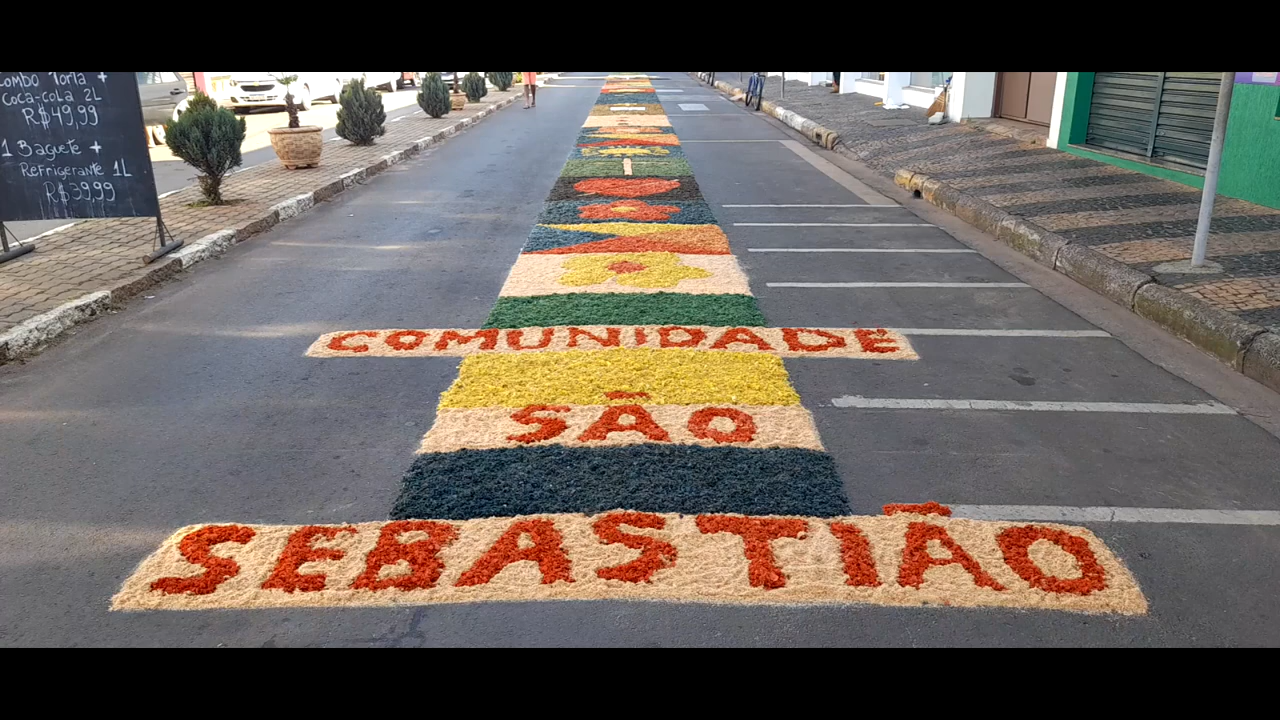 Combo Torta +
Coca-cola 2L
R$49,99
1 Baguete +
Refrigerante 1L
R$39,99
COMUNIDADE
SÃO
SEBASTIÃO